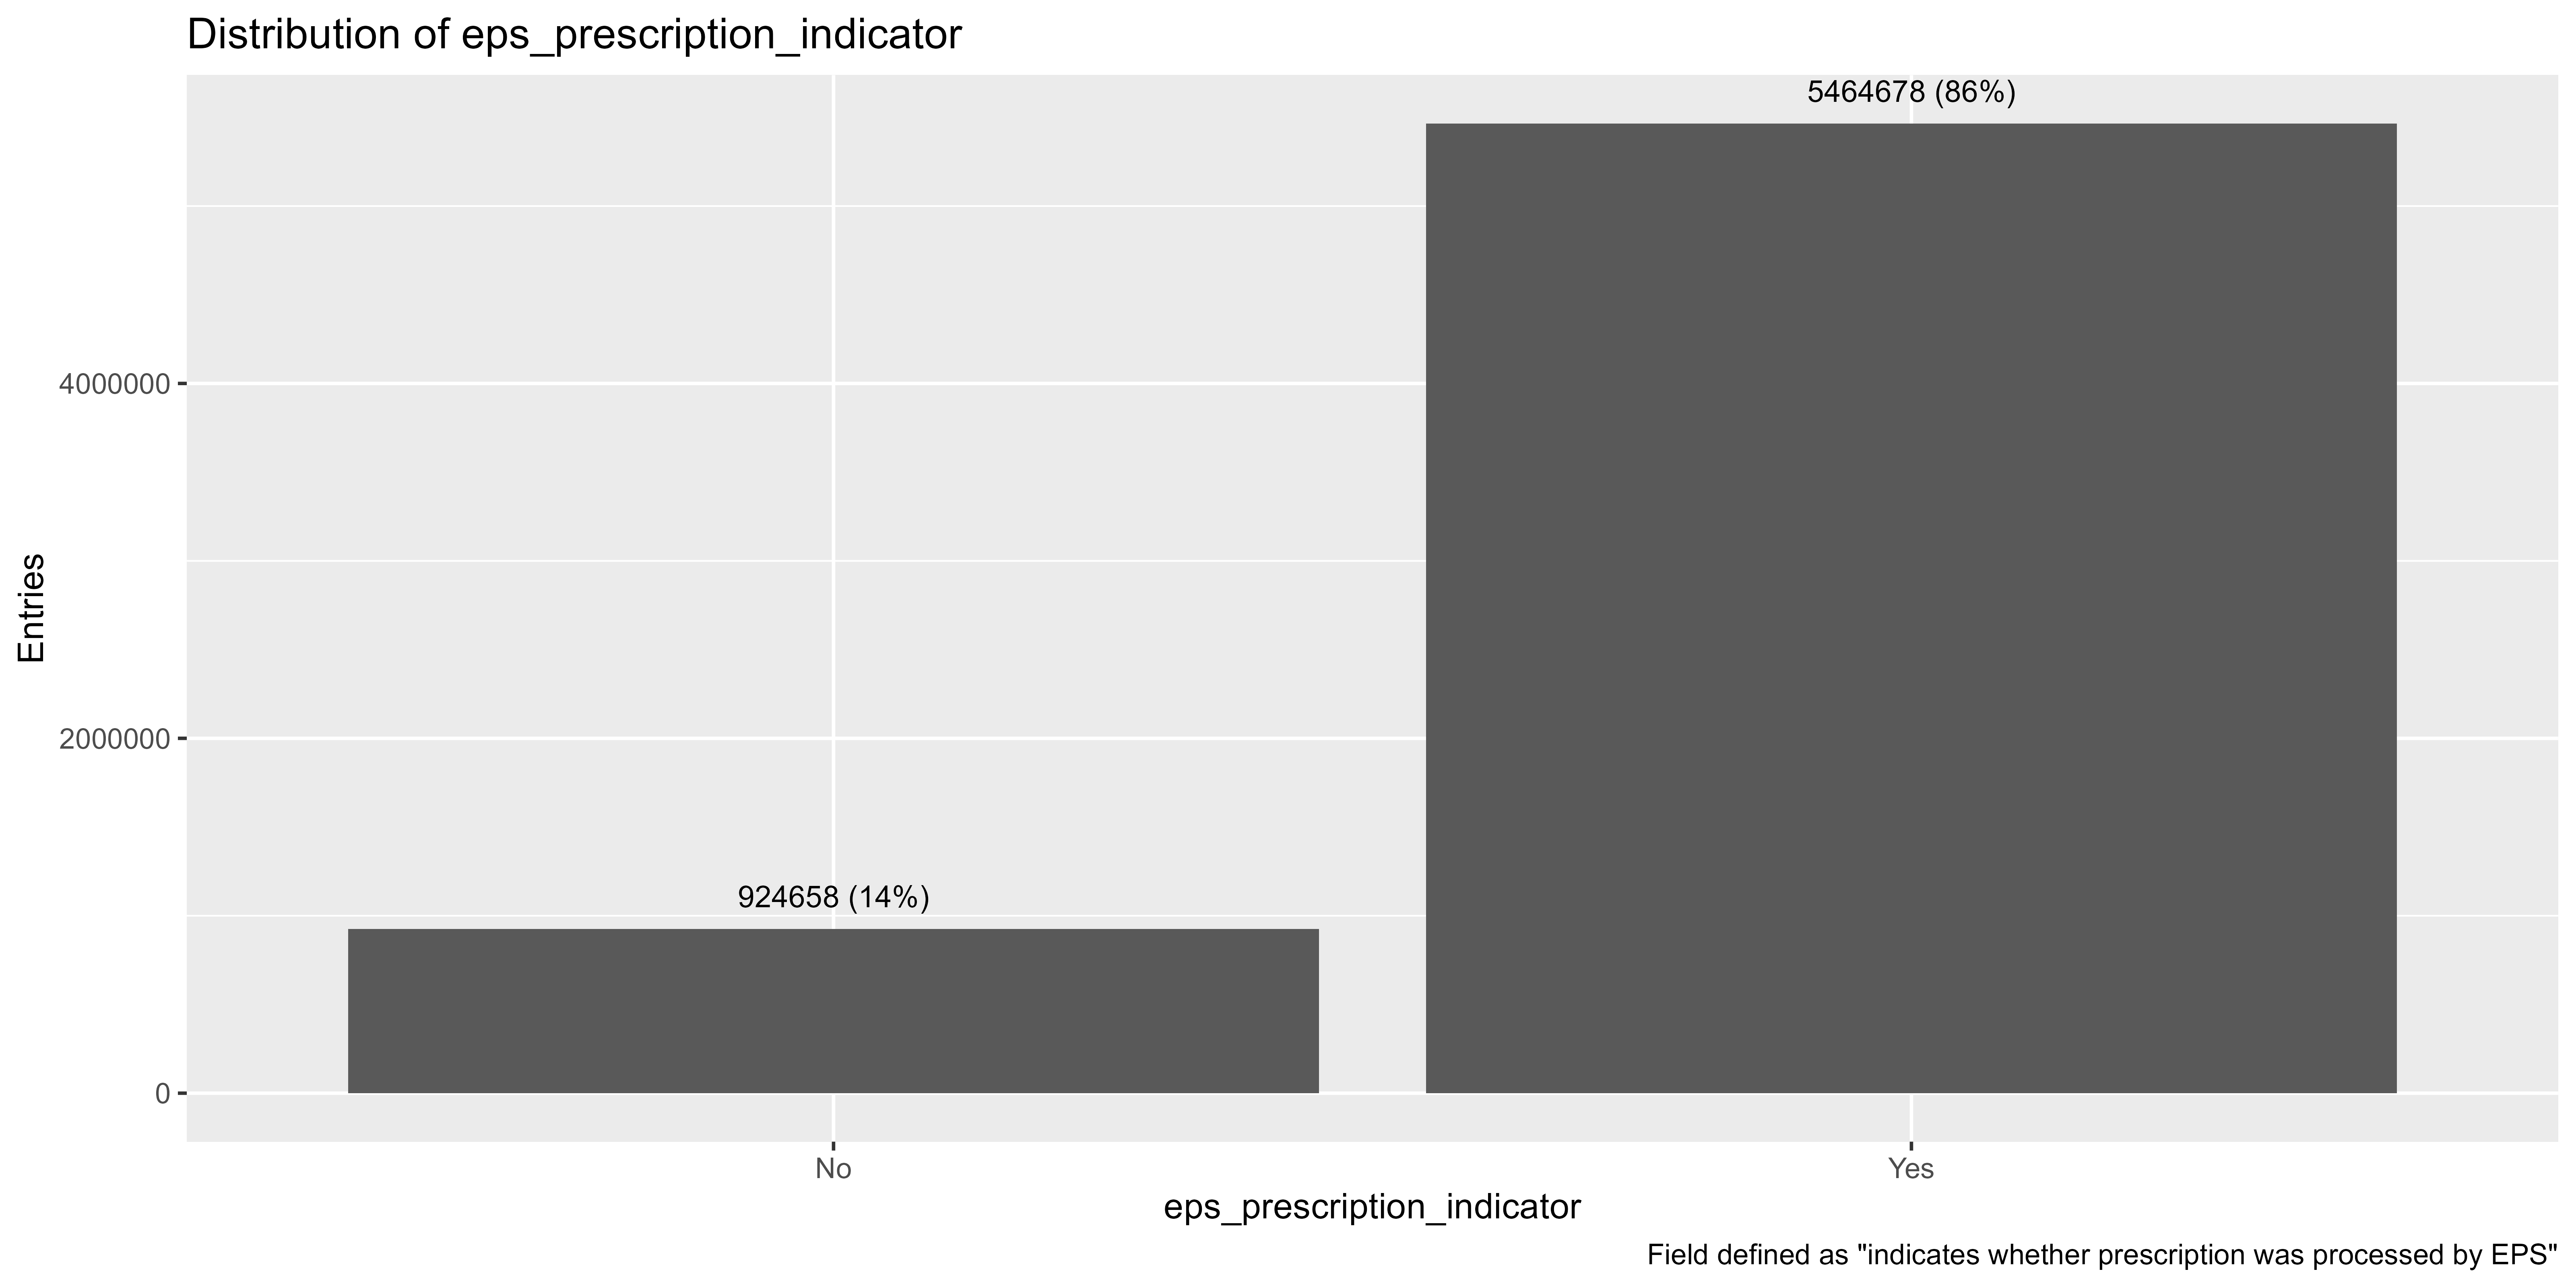 Distribution of eps_prescription_indicator
5464678 (86%)
4000000
Entries
2000000
924658 (14%)
0
No
Yes
eps_prescription_indicator
Field defined as "indicates whether prescription was processed by EPS"